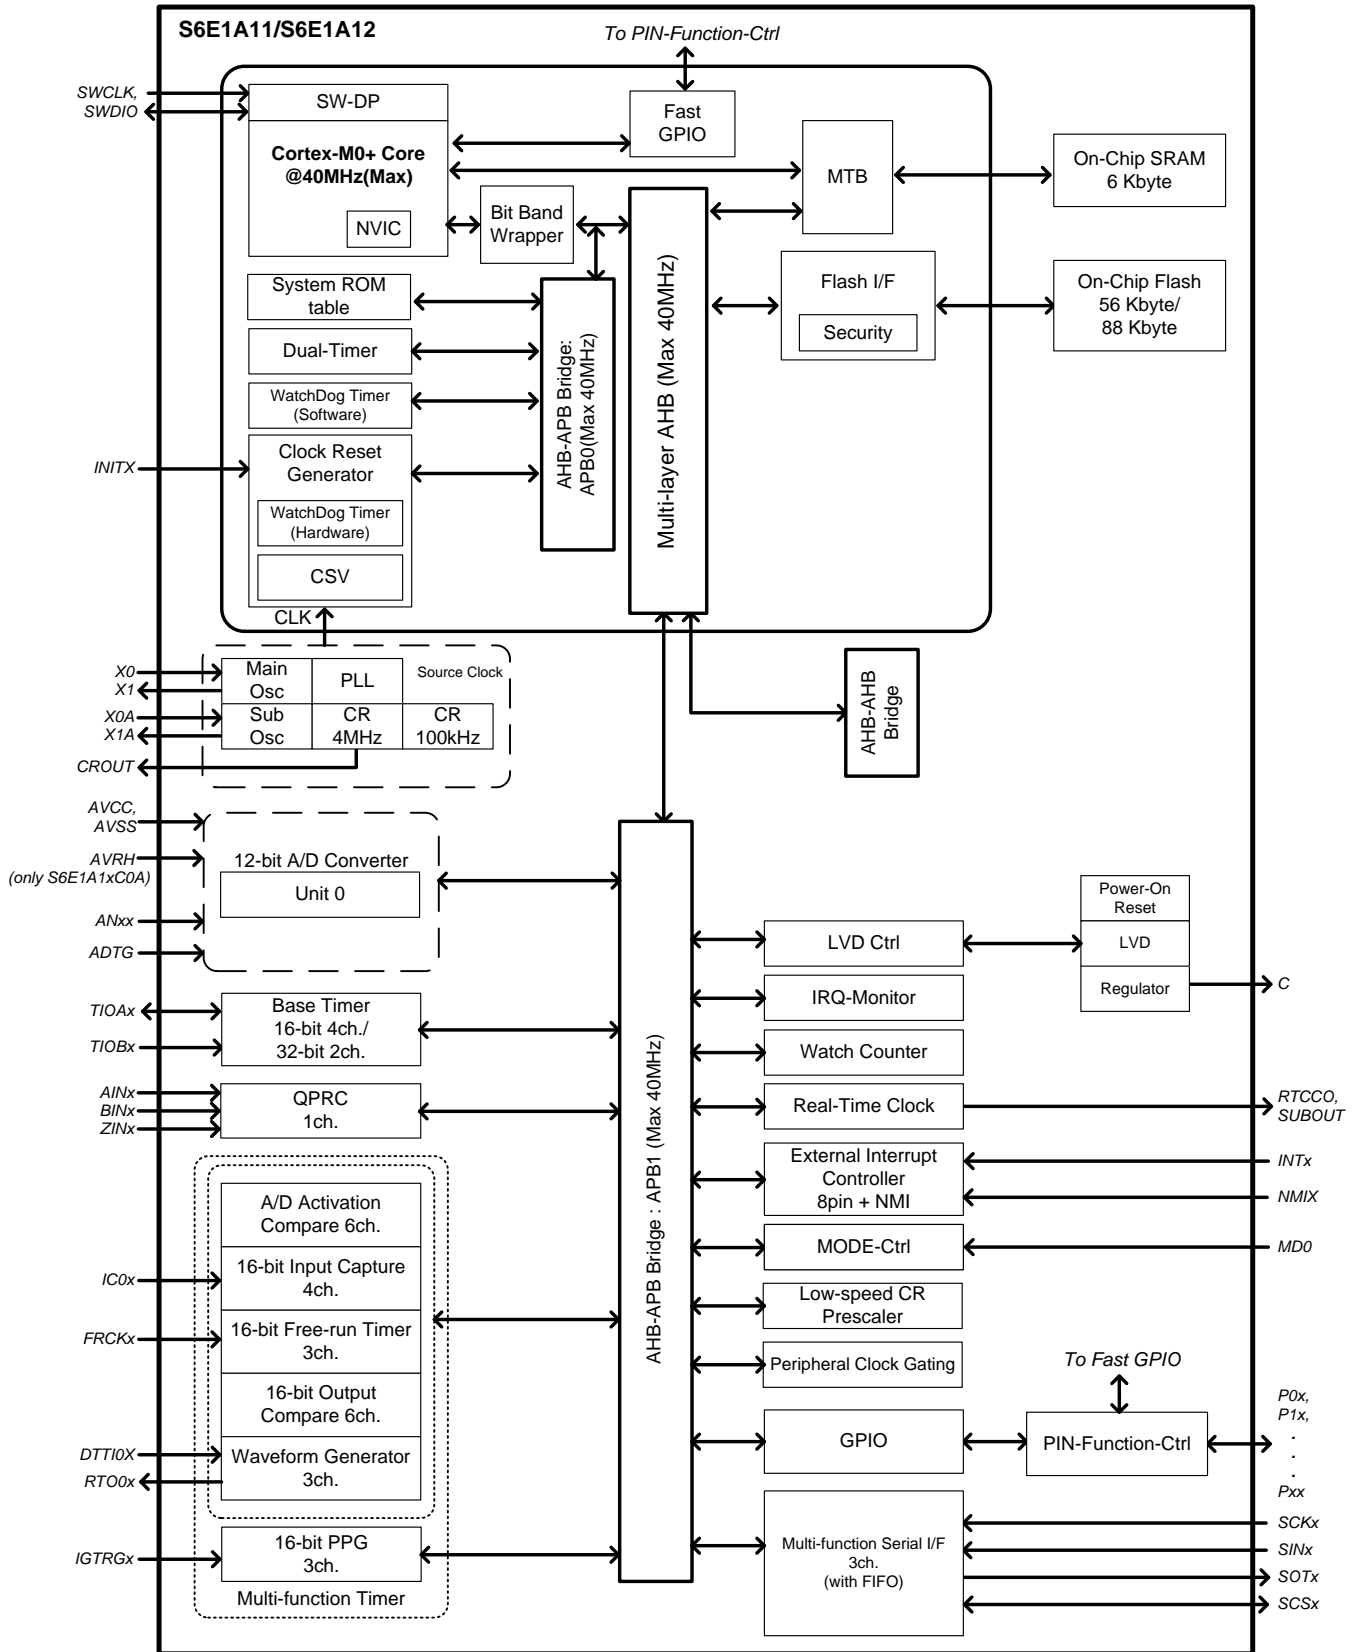 S6E1A11/S6E1A12
To PIN-Function-Ctrl
SWCLK,
SWDIO
SW-DP
Cortex-M0+ Core
@40MHz(Max)
NVIC
Fast
GPIO
Bit Band
Wrapper
MTB
On-Chip SRAM
6 Kbyte
Multi-layer AHB (Max 40MHz)
Flash I/F
Security
On-Chip Flash
56 Kbyte/
88 Kbyte
System ROM
table
Dual-Timer
WatchDog Timer
(Software)
AHB-APB Bridge:
APB0(Max 40MHz)
INITX
Clock Reset
Generator
WatchDog Timer
(Hardware)
CSV
CLK
X0
X1
X0A
X1A
CROUT
Main
Osc
PLL
Source Clock
Sub
Osc
CR
4MHz
CR
100kHz
AHB-AHB
Bridge
AVCC,
AVSS
AVRH
(only S6E1A1xC0A)
ANxx
ADTG
12-bit A/D Converter
Unit 0
AHB-APB Bridge : APB1 (Max 40MHz)
Power-On
Reset
LVD
Regulator
C
LVD Ctrl
IRQ-Monitor
Watch Counter
Real-Time Clock
RTCCO,
SUBOUT
External Interrupt
Controller
8pin + NMI
INTx
NMIX
MODE-Ctrl
MD0
Low-speed CR
Prescaler
Peripheral Clock Gating
To Fast GPIO
GPIO
PIN-Function-Ctrl
P0x,
P1x,
.
.
.
Pxx
Multi-function Serial I/F
3ch.
(with FIFO)
SCKx
SINx
SOTx
SCSx
TIOAx
TIOBx
Base Timer
16-bit 4ch./
32-bit 2ch.
AINx
BINx
ZINx
QPRC
1ch.
A/D Activation
Compare 6ch.
IC0x
16-bit Input Capture
4ch.
FRCKx
16-bit Free-run Timer
3ch.
16-bit Output
Compare 6ch.
DTTI0X
RTO0x
Waveform Generator
3ch.
IGTRGx
16-bit PPG
3ch.
Multi-function Timer